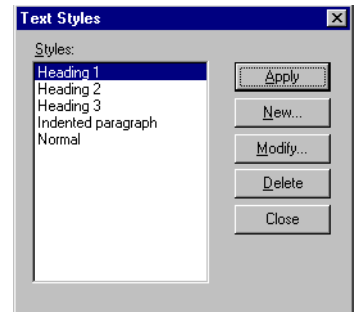 Text Styles
Styles:
Heading 1
Heading 2
Heading 3
Indented paragraph
Normal
Apply
New...
Modify...
Delete
Close